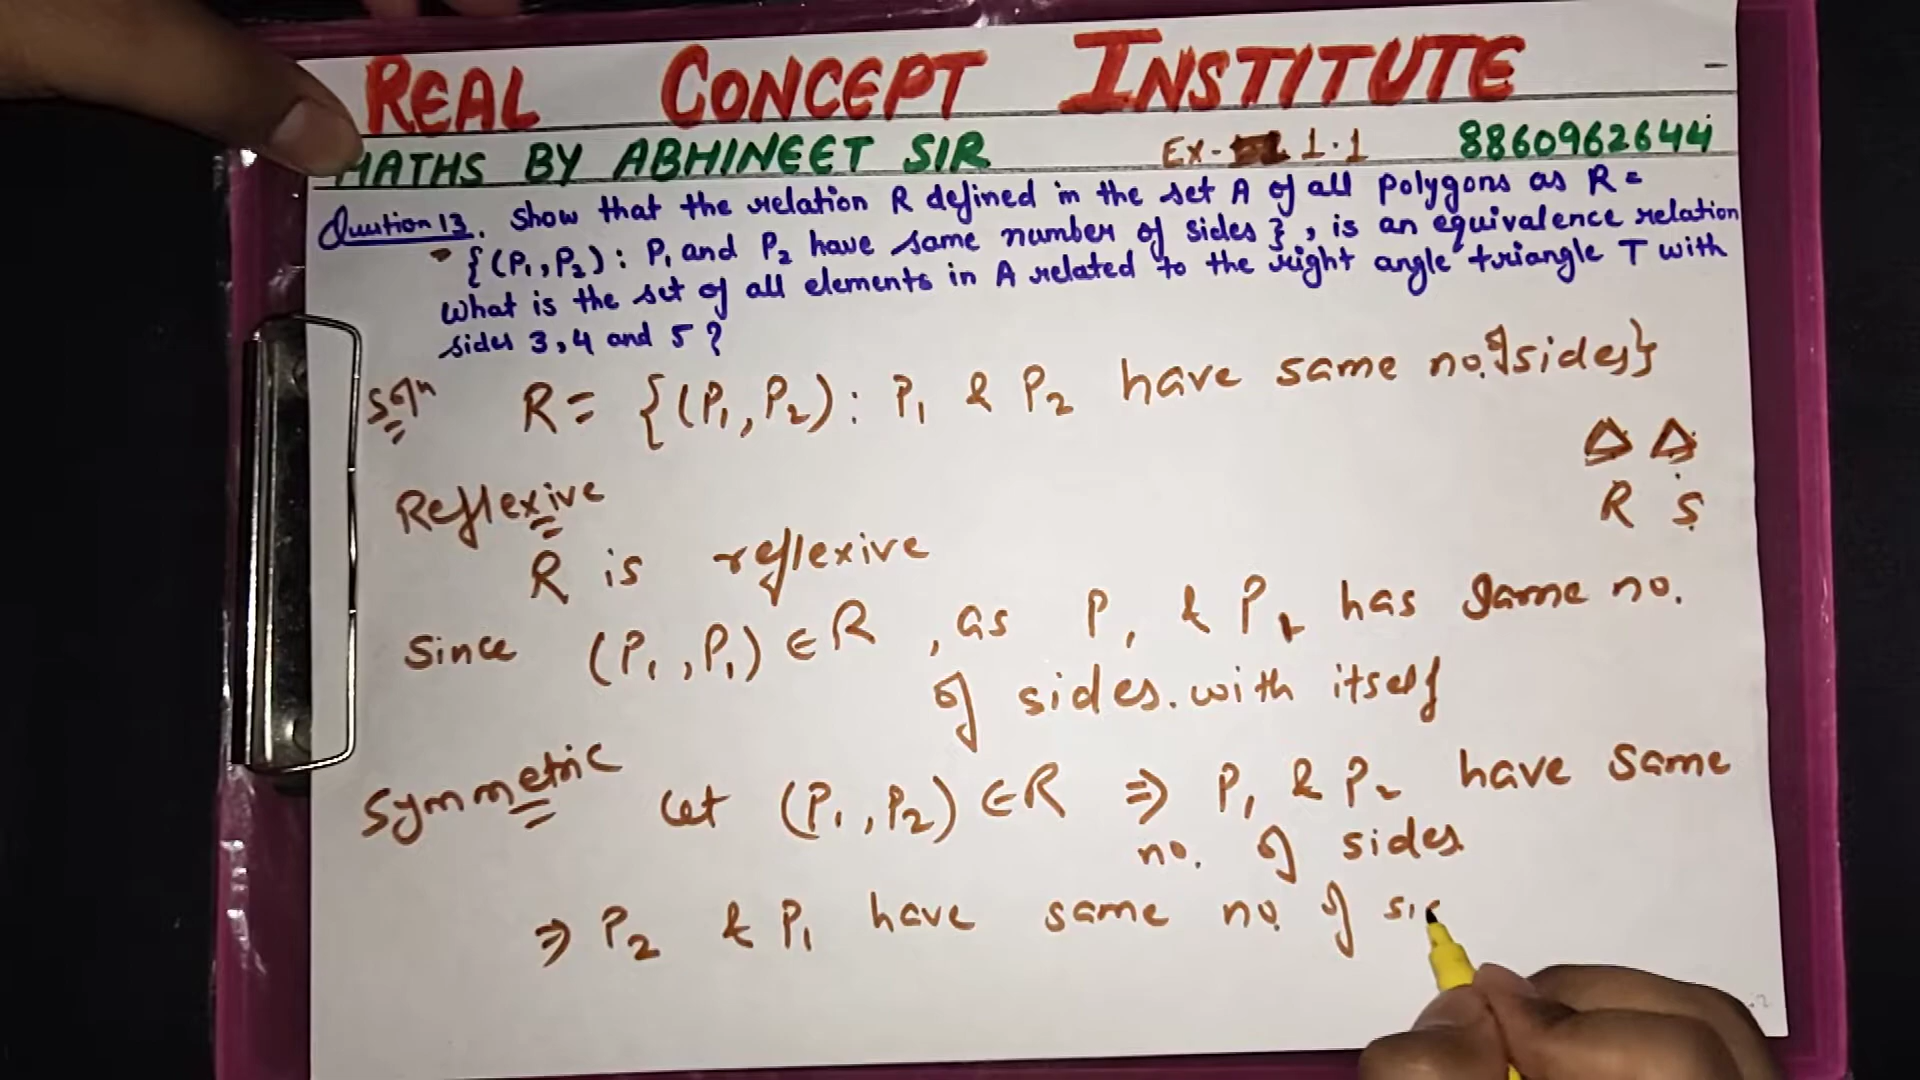 REAL CONCEPT INSTITUTE
MATHS BY ABHINEET SIR EX- 1.1 8860962644
Question 13. Show that the relation R defined in the set A of all polygons as R =
{(P₁,P₂): P₁ and P₂ have same number of sides}, is an equivalence relation
What is the set of all elements in A related to the right angle triangle T with
sides 3,4 and 5?
Solⁿ R = {(P₁,P₂): P₁ & P₂ have same no. of sides}
△ △
Reflexive R S
R is reflexive
Since (P₁,P₁) ∈ R, as P₁ & P₂ has same no.
of sides. with itself
Symmetric Let (P₁,P₂) ∈ R ⇒ P₁ & P₂ have same
no. of sides
⇒ P₂ & P₁ have same no. of